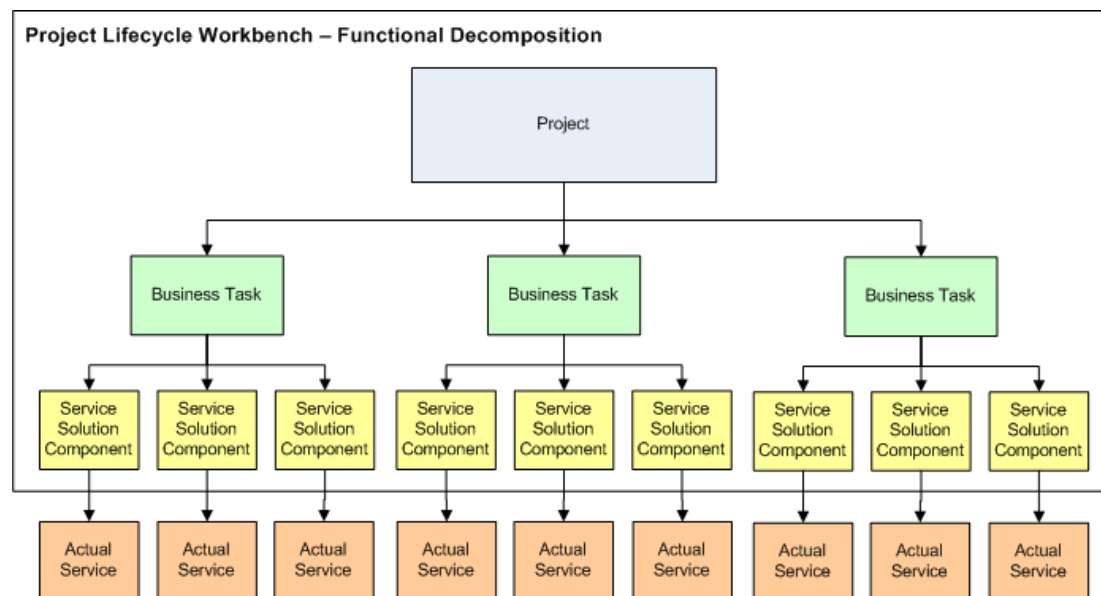 Project Lifecycle Workbench – Functional Decomposition
Project
Business Task
Business Task
Business Task
Service
Solution
Component
Service
Solution
Component
Service
Solution
Component
Service
Solution
Component
Service
Solution
Component
Service
Solution
Component
Service
Solution
Component
Service
Solution
Component
Service
Solution
Component
Actual
Service
Actual
Service
Actual
Service
Actual
Service
Actual
Service
Actual
Service
Actual
Service
Actual
Service
Actual
Service